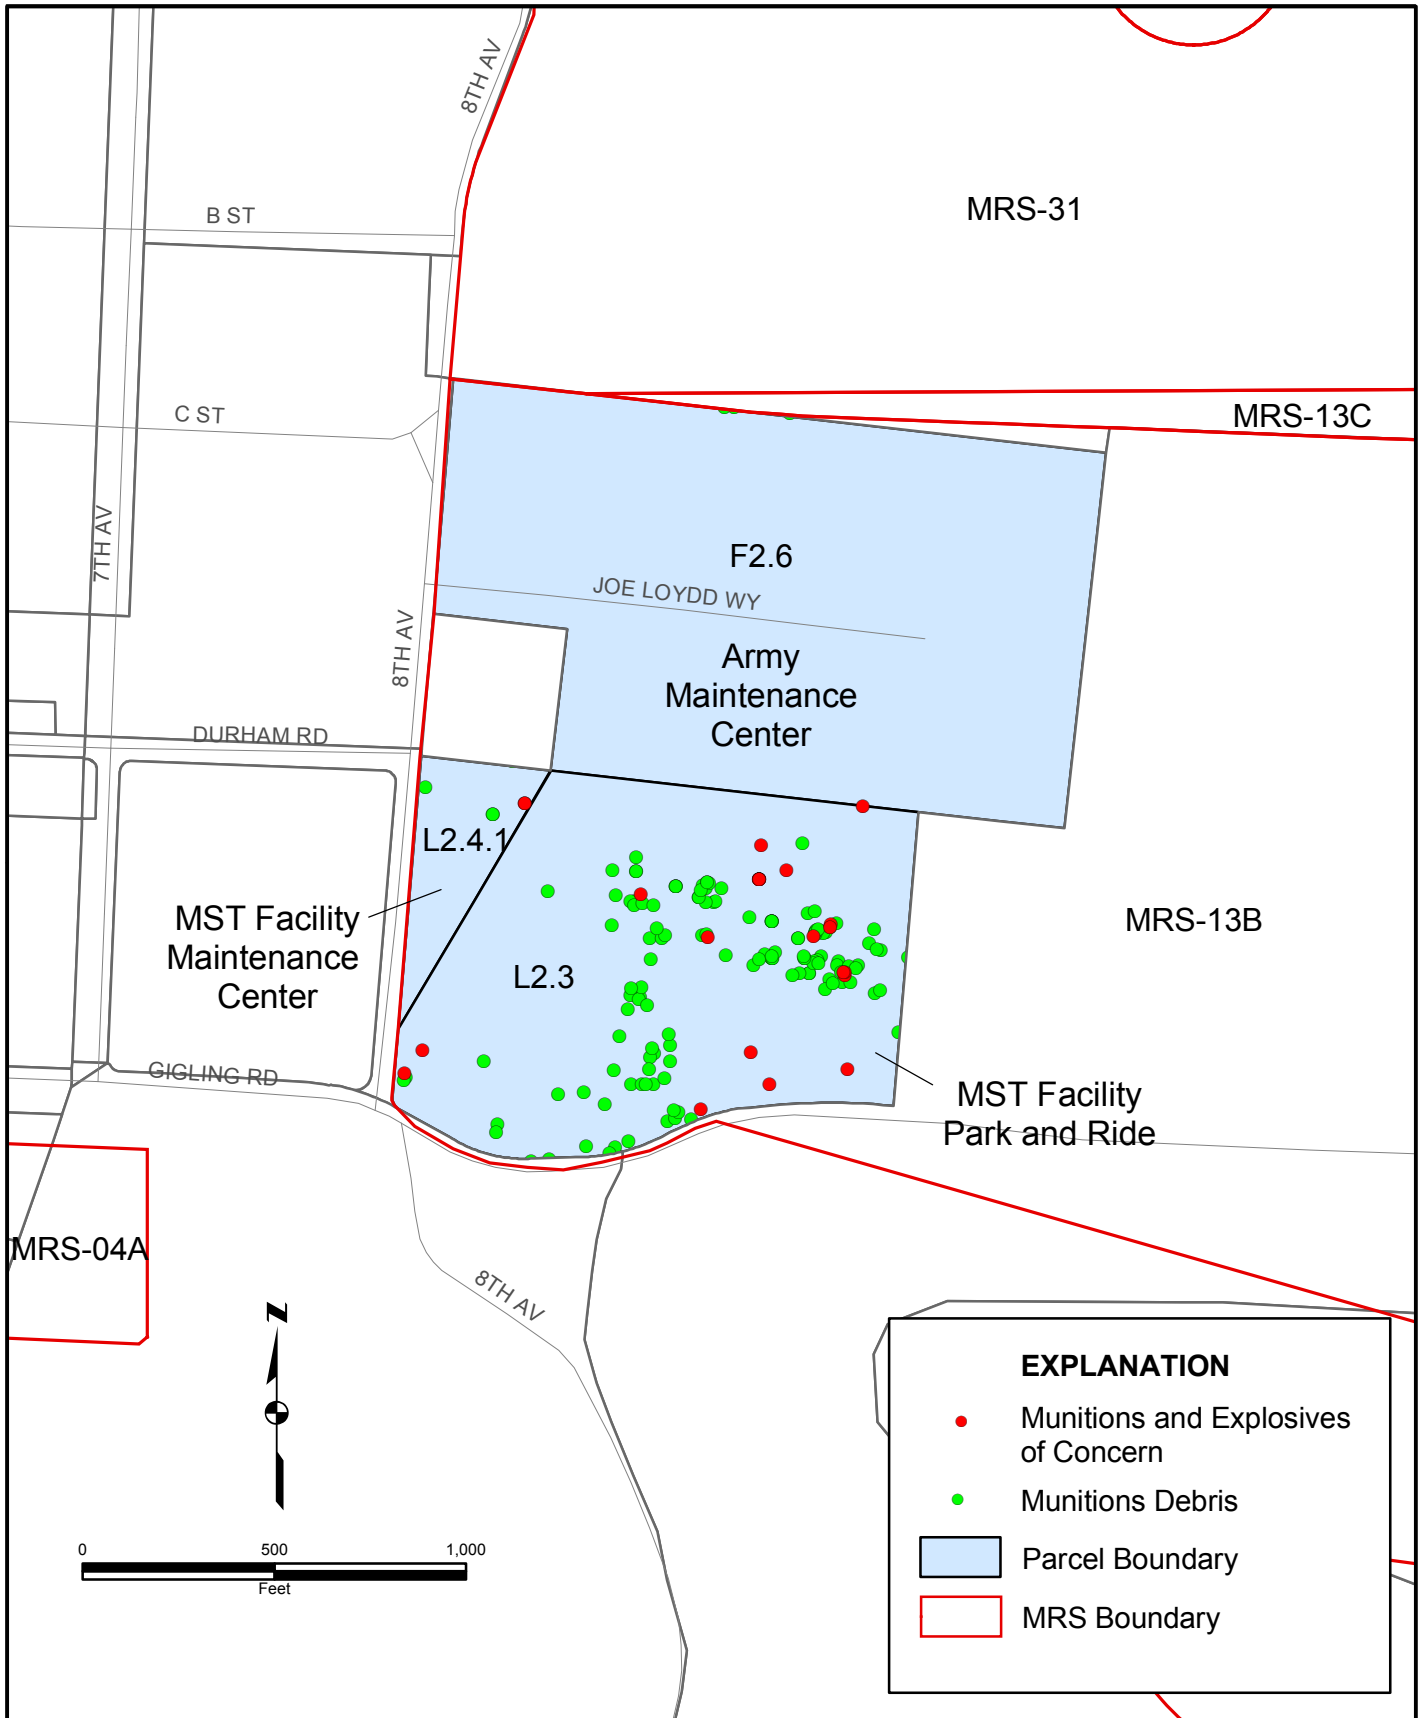 8TH AV
B ST
MRS-31
C ST
MRS-13C
7TH AV
F2.6
JOE LOYDD WY
8TH AV
Army
Maintenance
Center
DURHAM RD
L2.4.1
MST Facility
Maintenance
Center
L2.3
MRS-13B
GIGLING RD
MST Facility
Park and Ride
MRS-04A
8TH AV
N
0 500 1,000
Feet
EXPLANATION
Munitions and Explosives
of Concern
Munitions Debris
Parcel Boundary
MRS Boundary